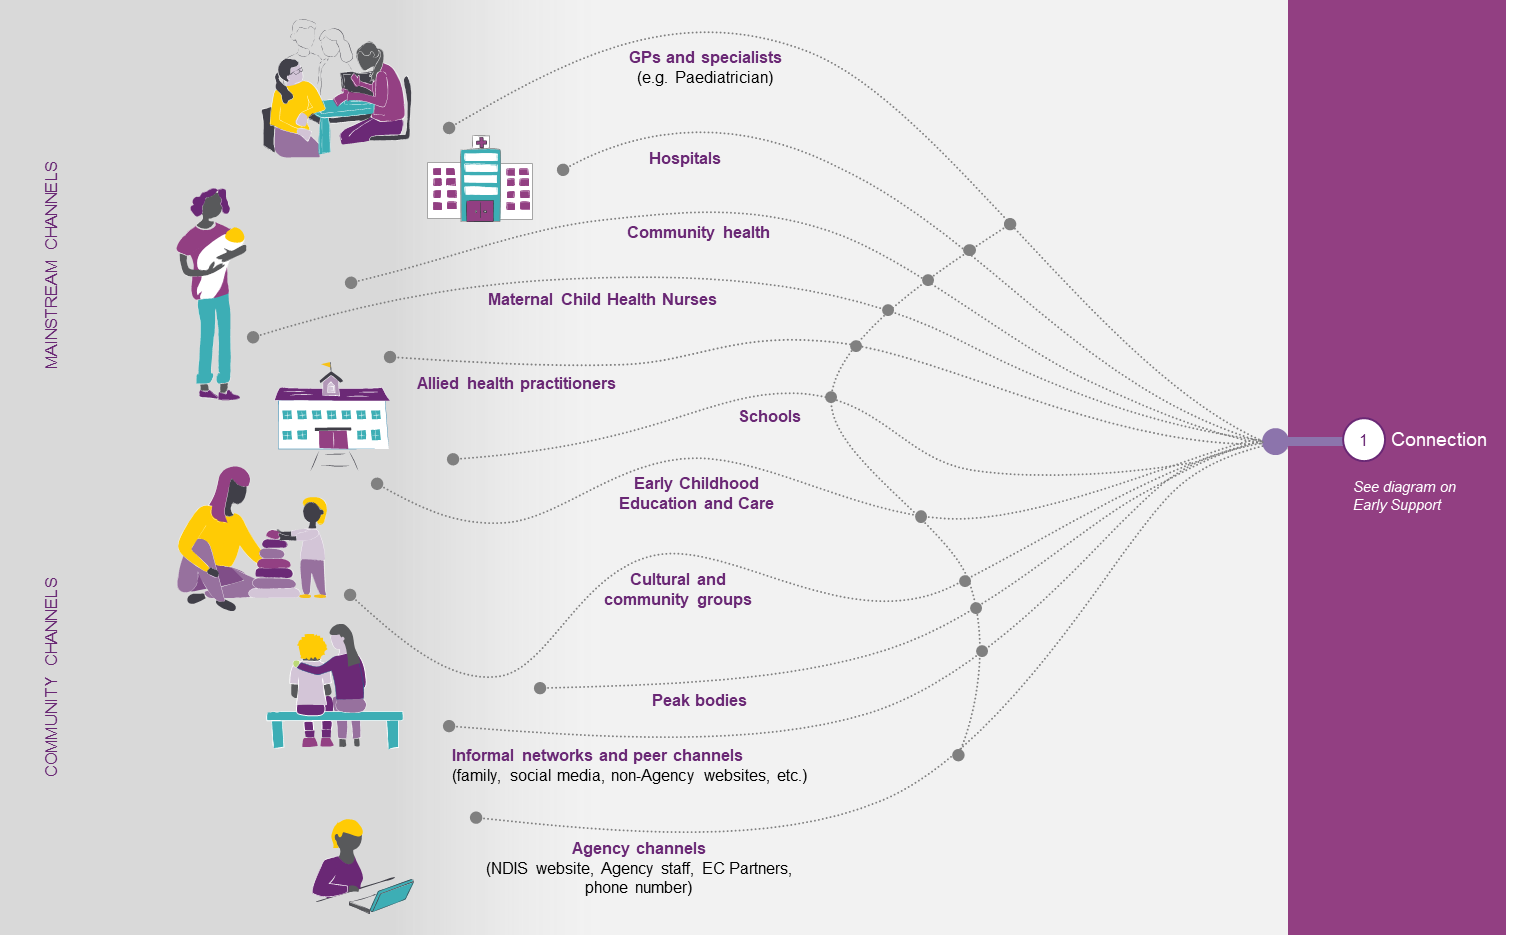 MAINSTREAM CHANNELS
GPs and specialists
(e.g. Paediatrician)
Hospitals
Community health
Maternal Child Health Nurses
Allied health practitioners
Schools
Early Childhood
Education and Care
COMMUNITY CHANNELS
Cultural and
community groups
Peak bodies
Informal networks and peer channels
(family, social media, non-Agency websites, etc.)
Agency channels
(NDIS website, Agency staff, EC Partners,
phone number)
1 Connection
See diagram on
Early Support